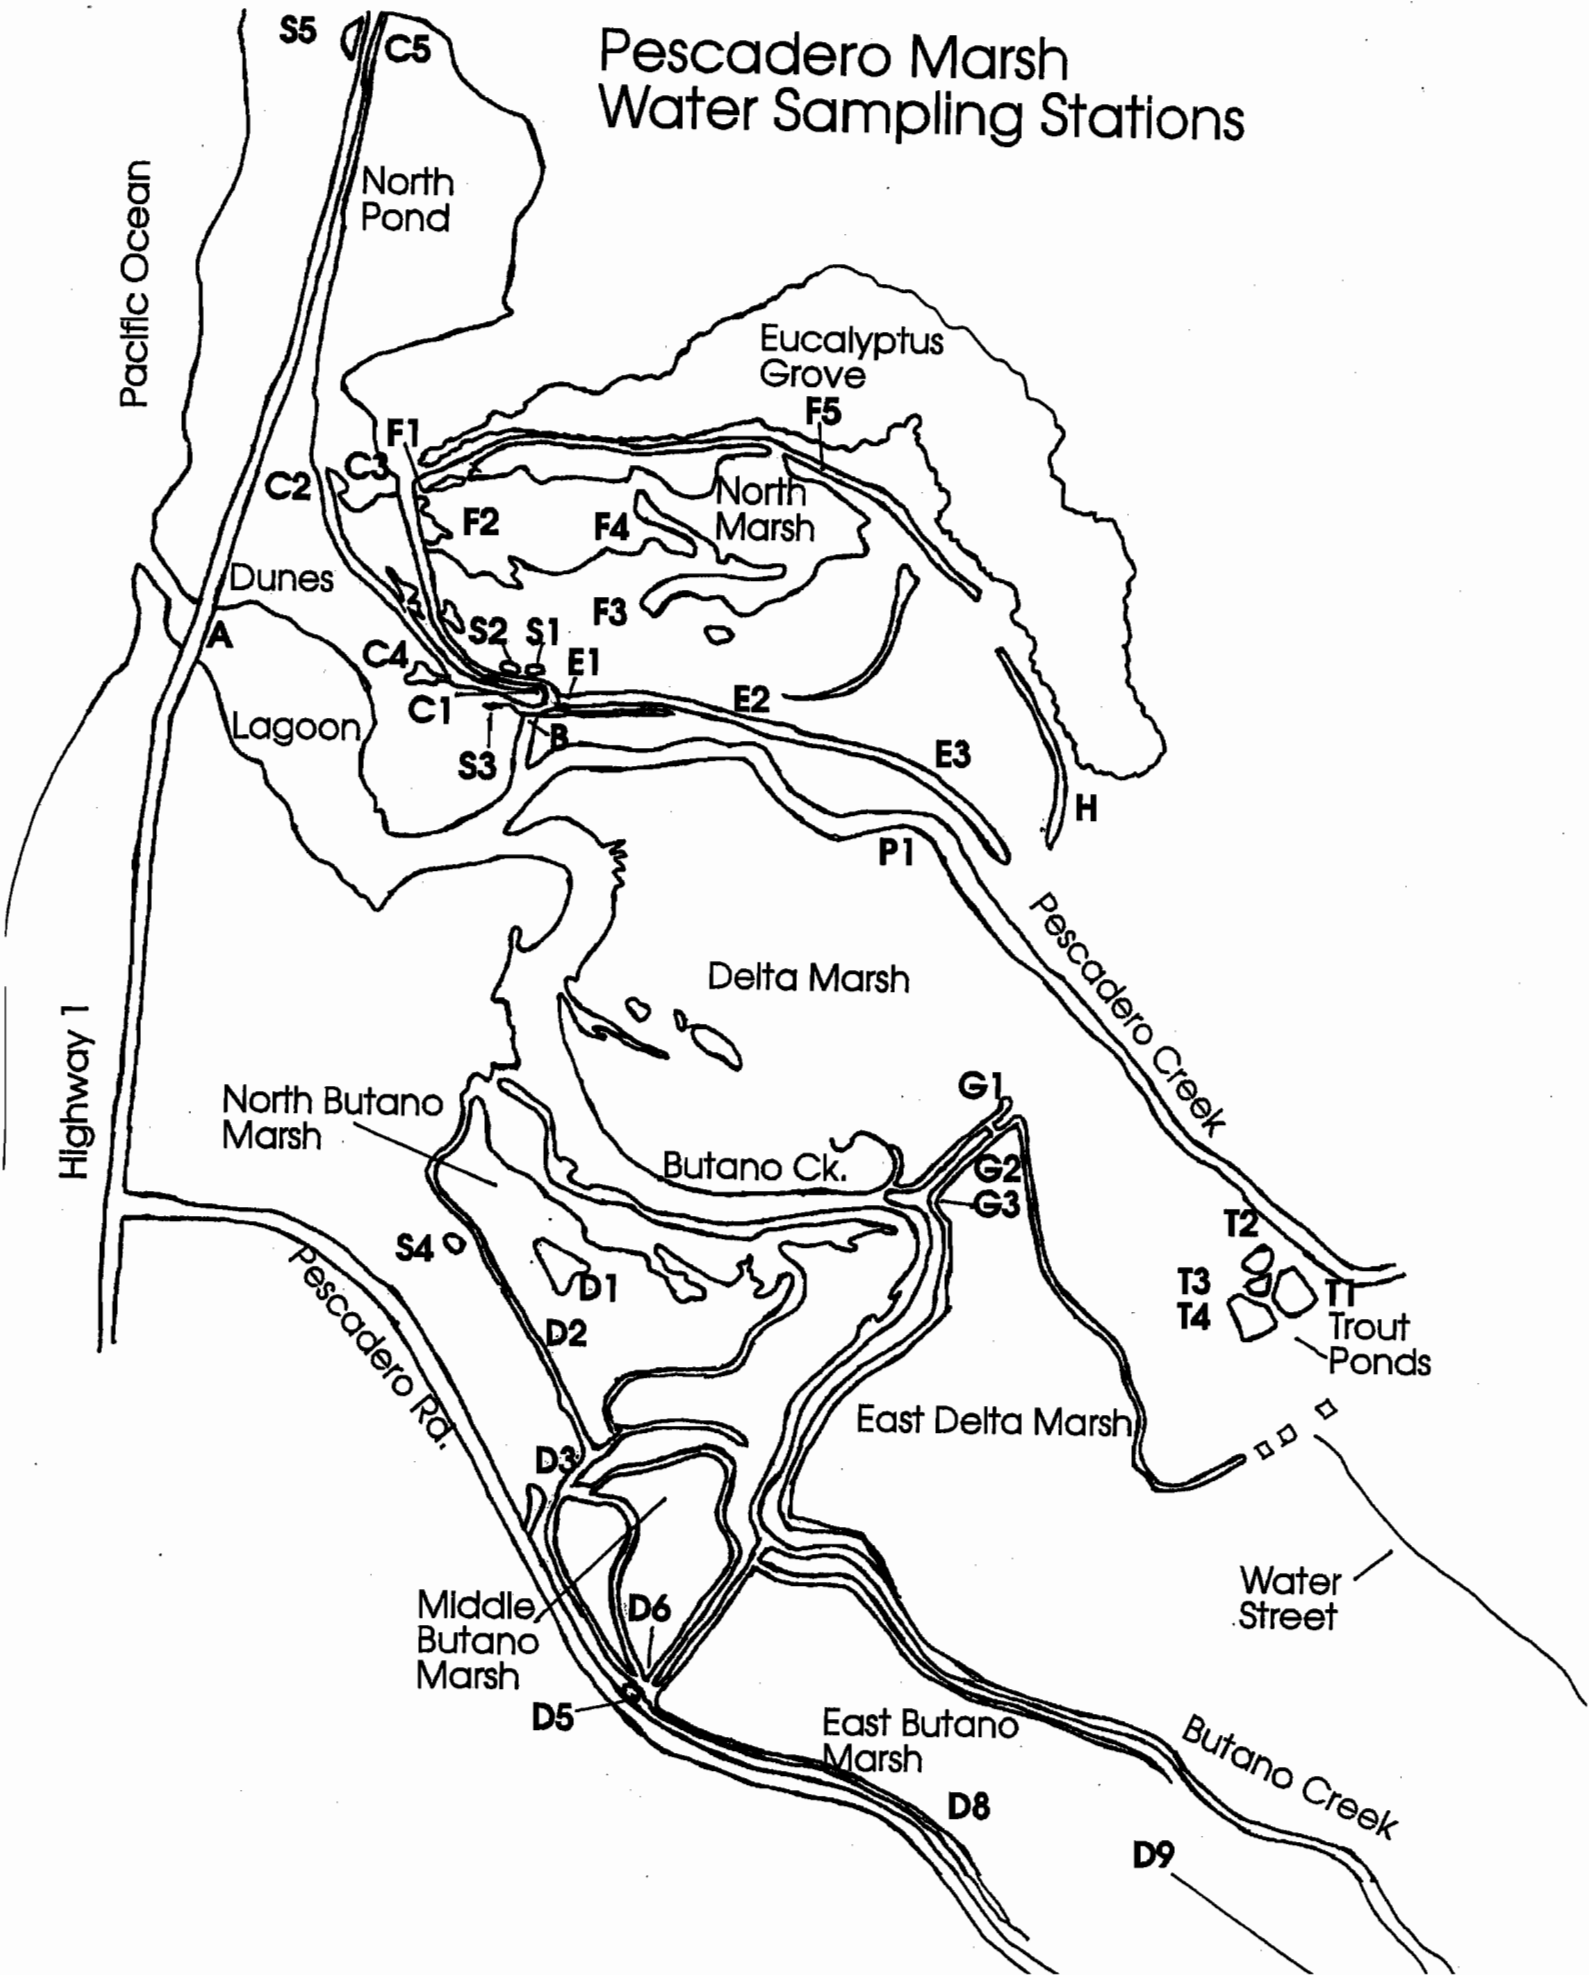 Pescadero Marsh
Water Sampling Stations
S5
C5
North
Pond
Pacific Ocean
Eucalyptus
Grove
F5
F1
C3
C2
North
Marsh
F2
F4
Dunes
F3
A
S2
S1
C4
E1
E2
C1
Lagoon
B
S3
E3
H
P1
Pescadero Creek
Delta Marsh
Highway 1
North Butano
Marsh
G1
Butano Ck.
G2
G3
T2
S4
D1
T3
T1
T4
Trout
Ponds
Pescadero Rd.
D2
East Delta Marsh
D3
Water
Street
Middle
Butano
Marsh
D6
D5
East Butano
Marsh
Butano Creek
D8
D9